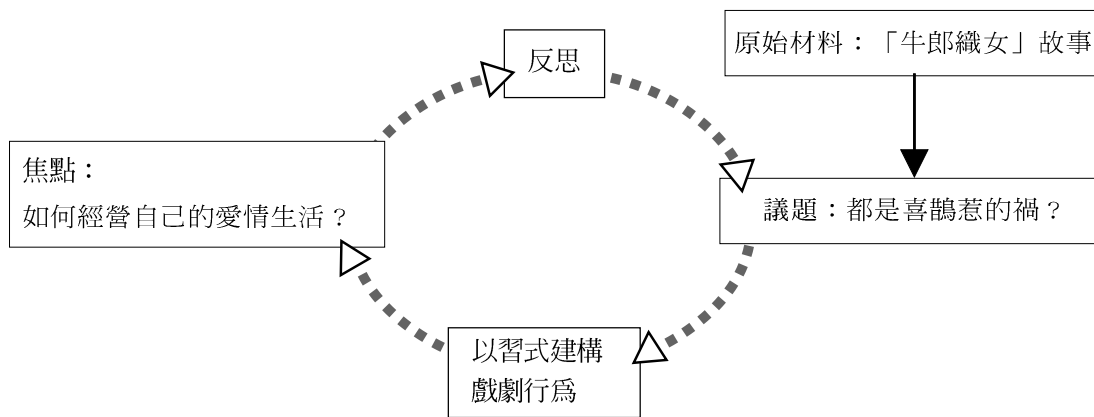 反思
原始材料：「牛郎織女」故事
焦點：
如何經營自己的愛情生活？
議題：都是喜鵲惹的禍？
以習式建構
戲劇行為